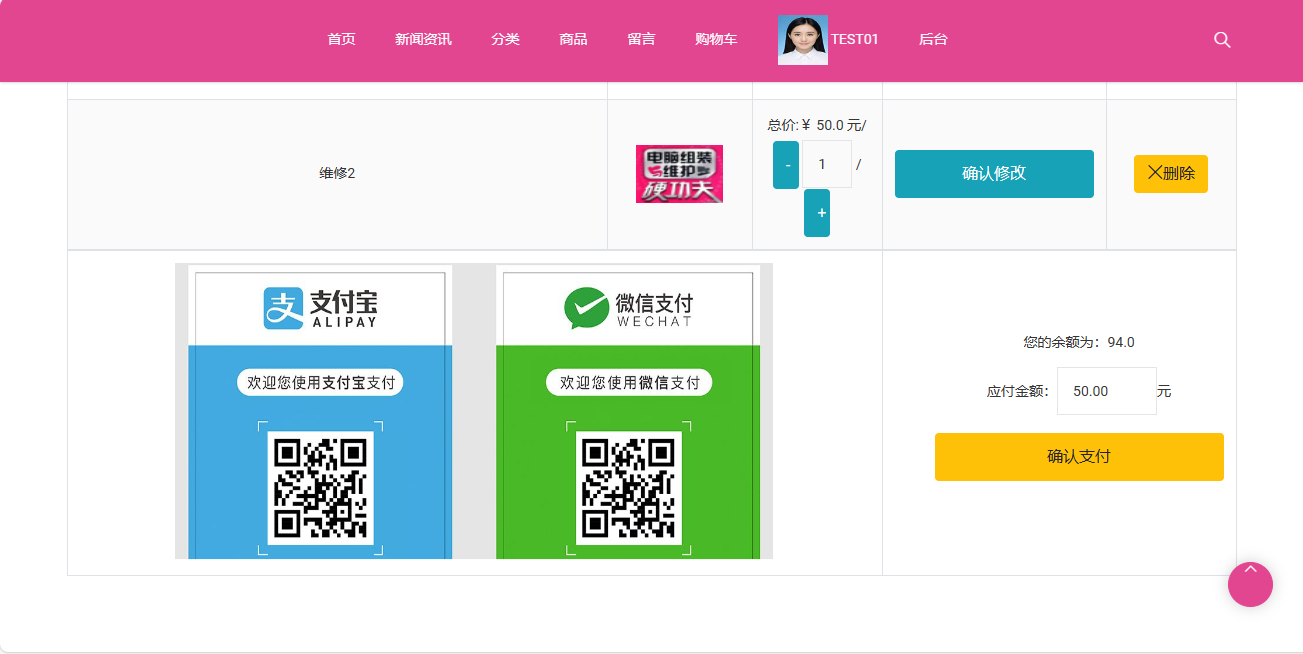 首页 新闻资讯 分类 商品 留言 购物车 TEST01 后台
维修2
电脑组装
与维护
硬功夫
总价:¥ 50.0 元/
- 1 /
+
确认修改
删除
支付宝
ALIPAY
欢迎您使用支付宝支付
微信支付
WECHAT
欢迎您使用微信支付
您的余额为：94.0
应付金额： 50.00 元
确认支付